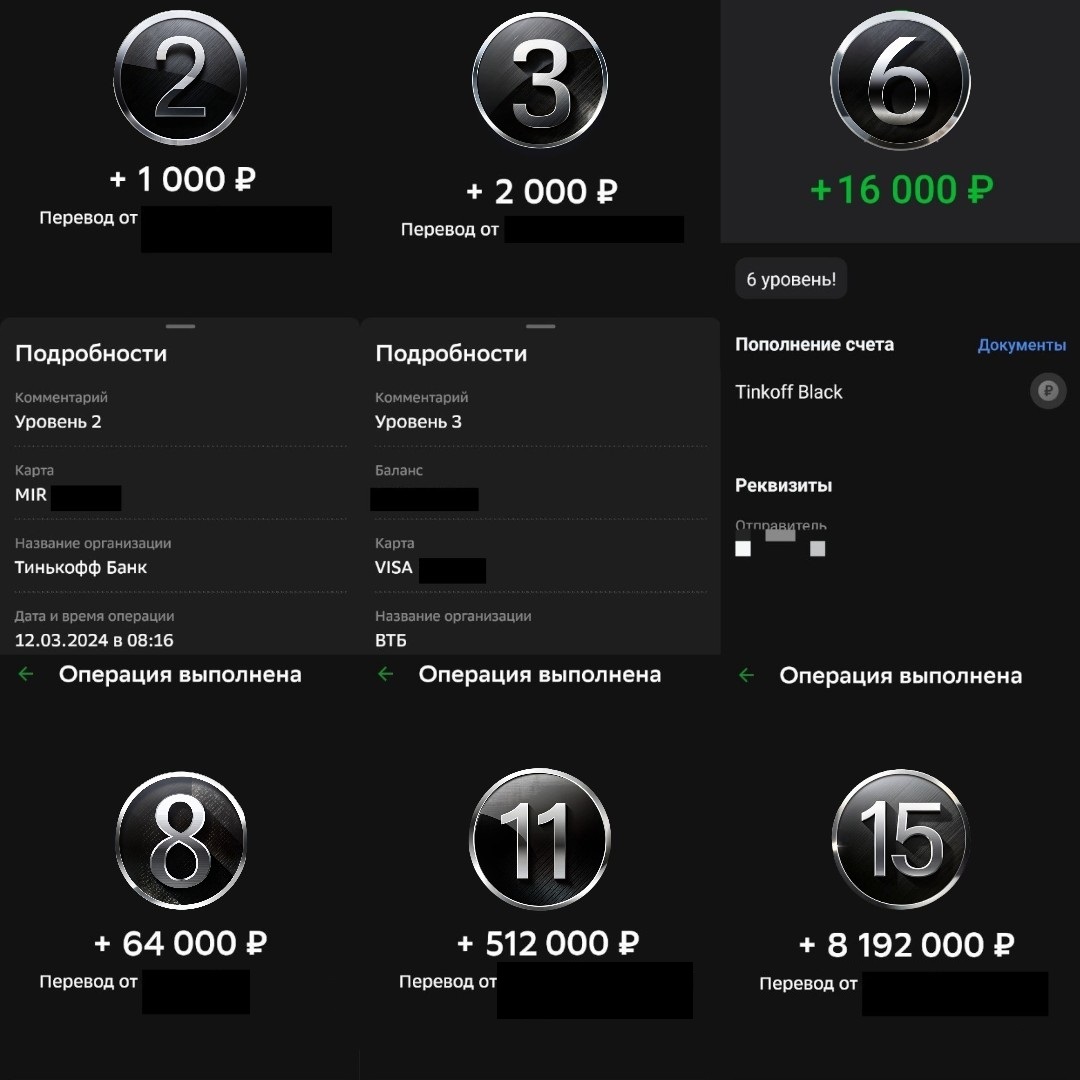 2
+ 1 000 ₽
Перевод от
Подробности
Комментарий
Уровень 2
Карта
MIR
Название организации
Тинькофф Банк
Дата и время операции
12.03.2024 в 08:16
3
+ 2 000 ₽
Перевод от
Подробности
Комментарий
Уровень 3
Баланс
Карта
VISA
Название организации
ВТБ
6
+16 000 ₽
6 уровень!
Пополнение счета
Документы
Tinkoff Black
₽
Реквизиты
Отправитель
Операция выполнена
8
+ 64 000 ₽
Перевод от
Операция выполнена
11
+ 512 000 ₽
Перевод от
Операция выполнена
15
+ 8 192 000 ₽
Перевод от